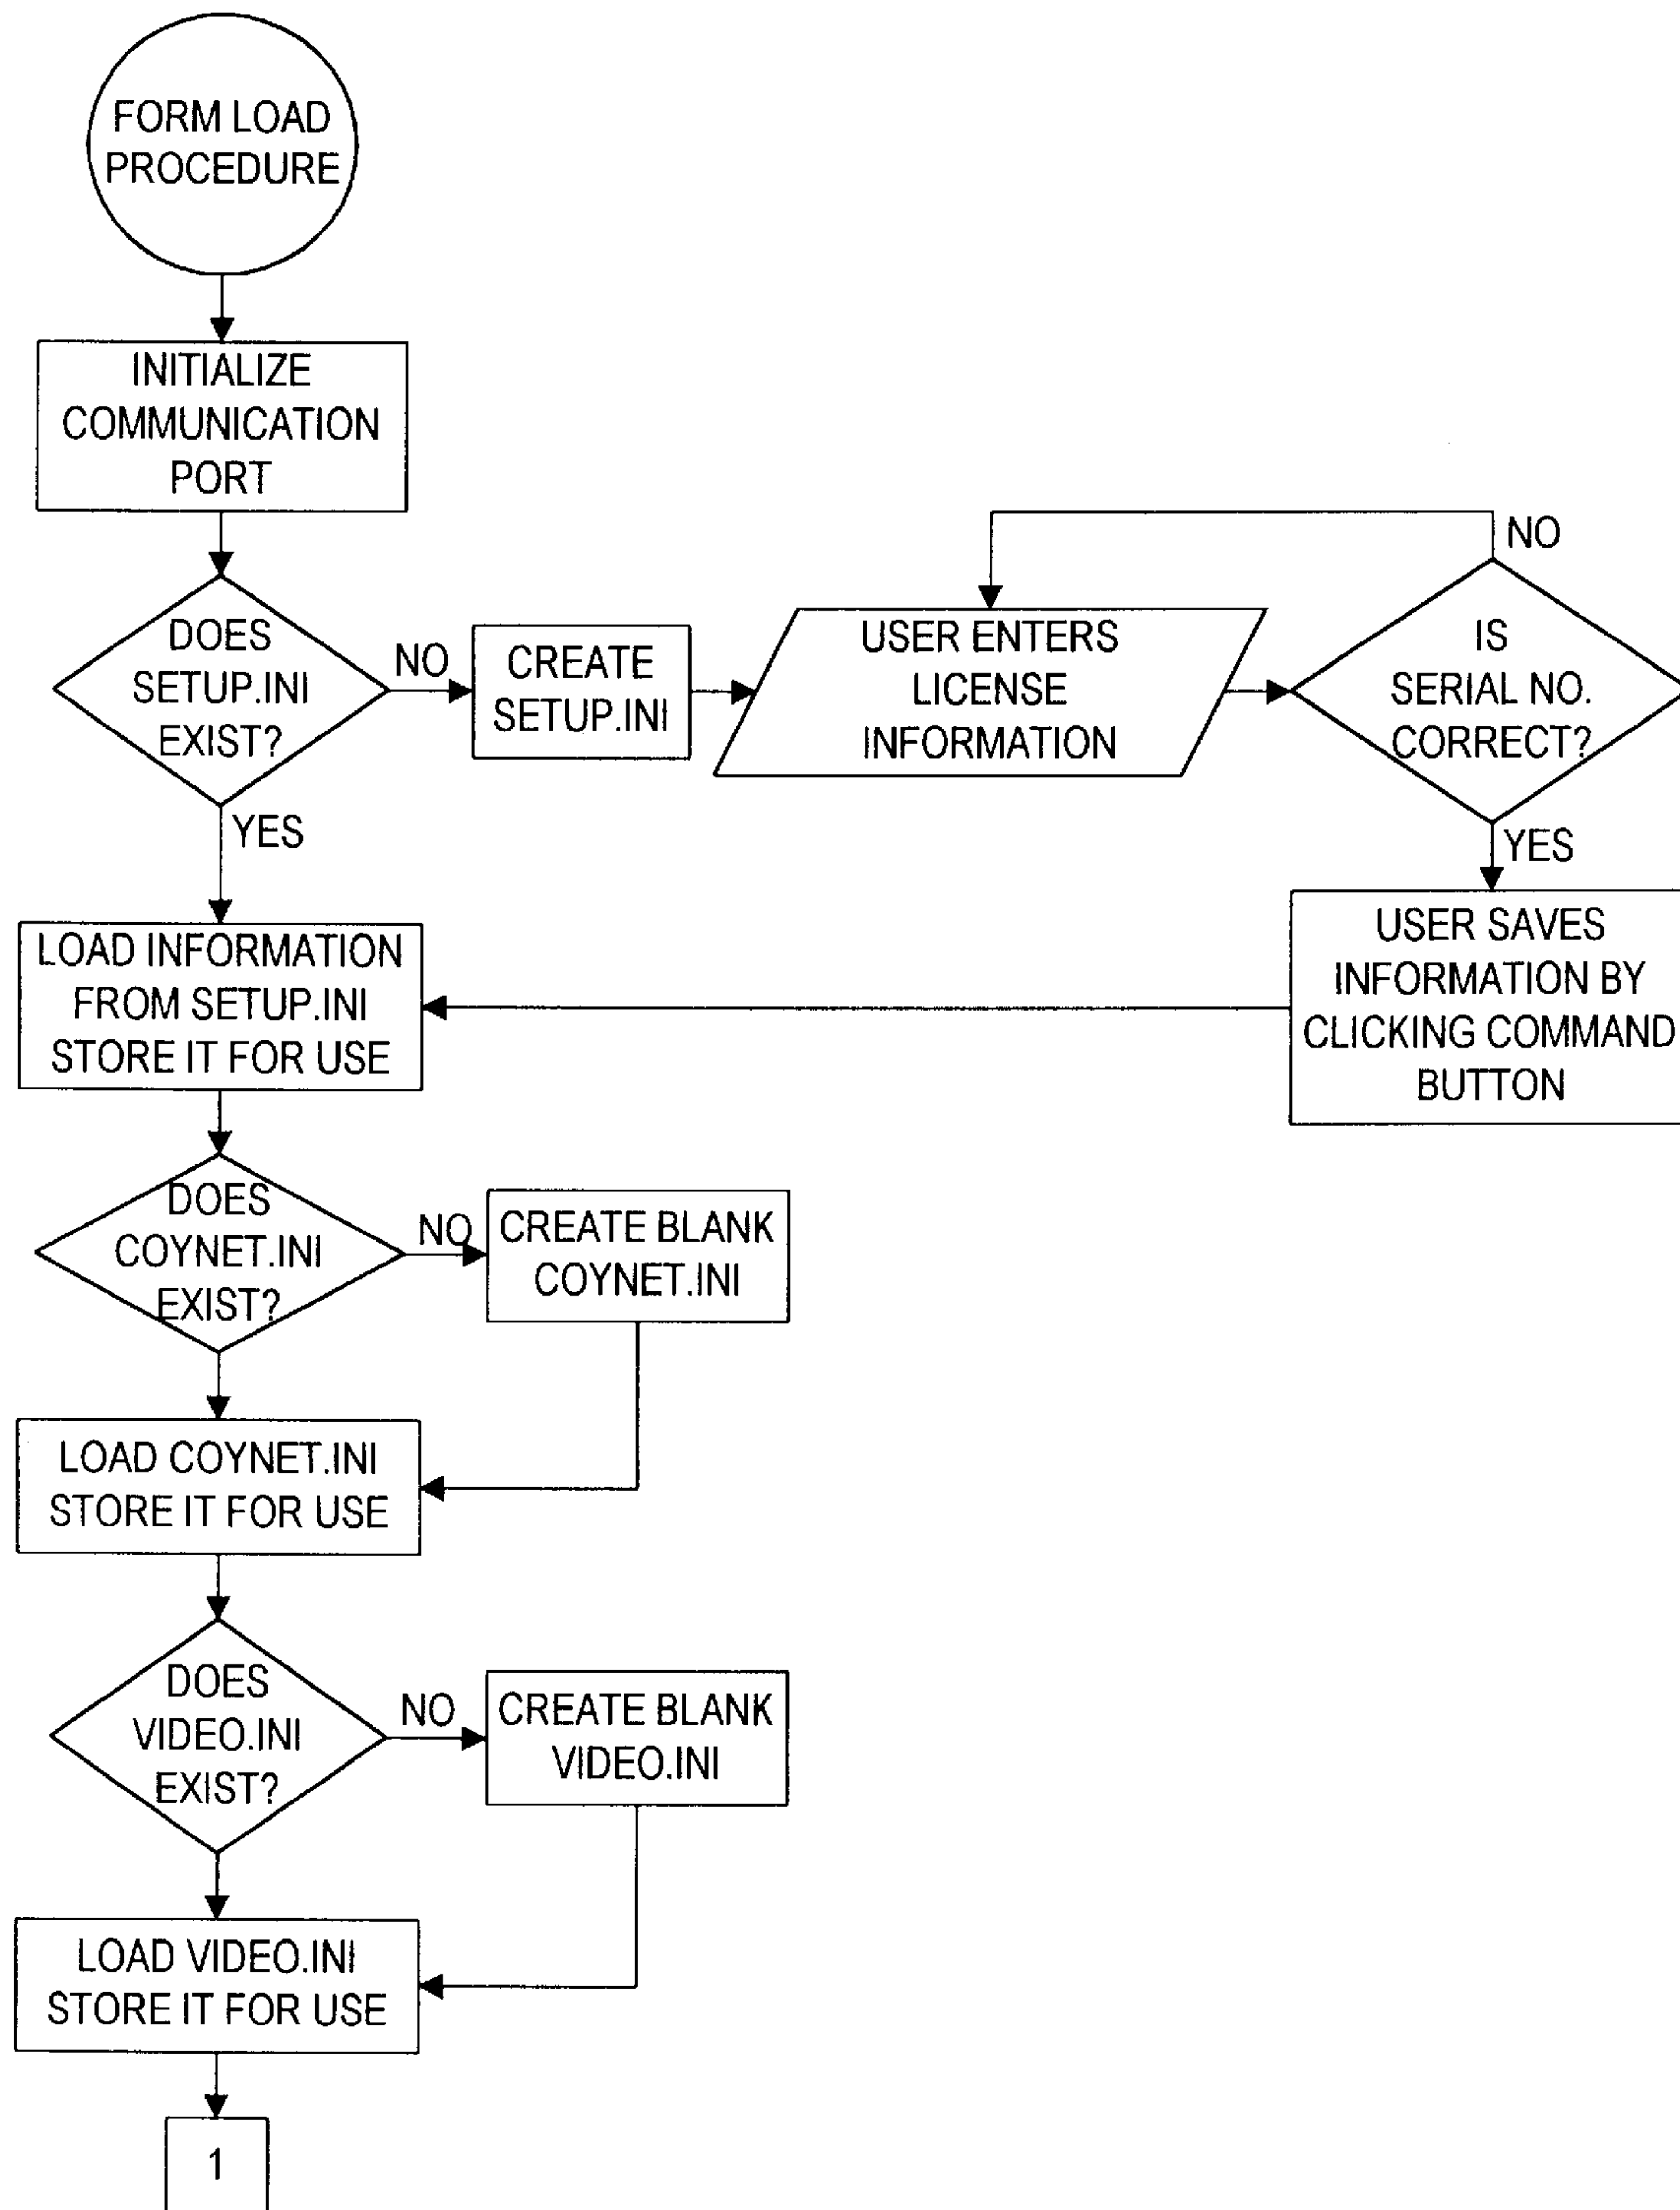 FORM LOAD
PROCEDURE
INITIALIZE
COMMUNICATION
PORT
DOES
SETUP.INI
EXIST?
NO
CREATE
SETUP.INI
USER ENTERS
LICENSE
INFORMATION
NO
IS
SERIAL NO.
CORRECT?
YES
YES
USER SAVES
INFORMATION BY
CLICKING COMMAND
BUTTON
LOAD INFORMATION
FROM SETUP.INI
STORE IT FOR USE
DOES
COYNET.INI
EXIST?
NO
CREATE BLANK
COYNET.INI
LOAD COYNET.INI
STORE IT FOR USE
DOES
VIDEO.INI
EXIST?
NO
CREATE BLANK
VIDEO.INI
LOAD VIDEO.INI
STORE IT FOR USE
1